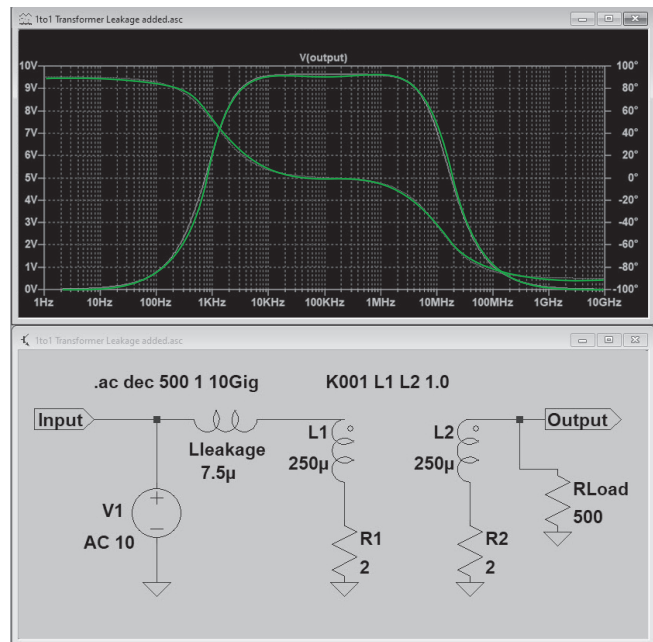 1to1 Transformer Leakage added.asc
V(output)
10V 100°
9V 80°
8V 60°
7V 40°
6V 20°
5V 0°
4V -20°
3V -40°
2V -60°
1V -80°
0V -100°
1Hz 10Hz 100Hz 1KHz 10KHz 100KHz 1MHz 10MHz 100MHz 1GHz 10GHz
1to1 Transformer Leakage added.asc
.ac dec 500 1 10Gig K001 L1 L2 1.0
Input L1 L2 Output
Lleakage
7.5µ 250µ 250µ
RLoad
500
V1
AC 10
R1 R2
2 2